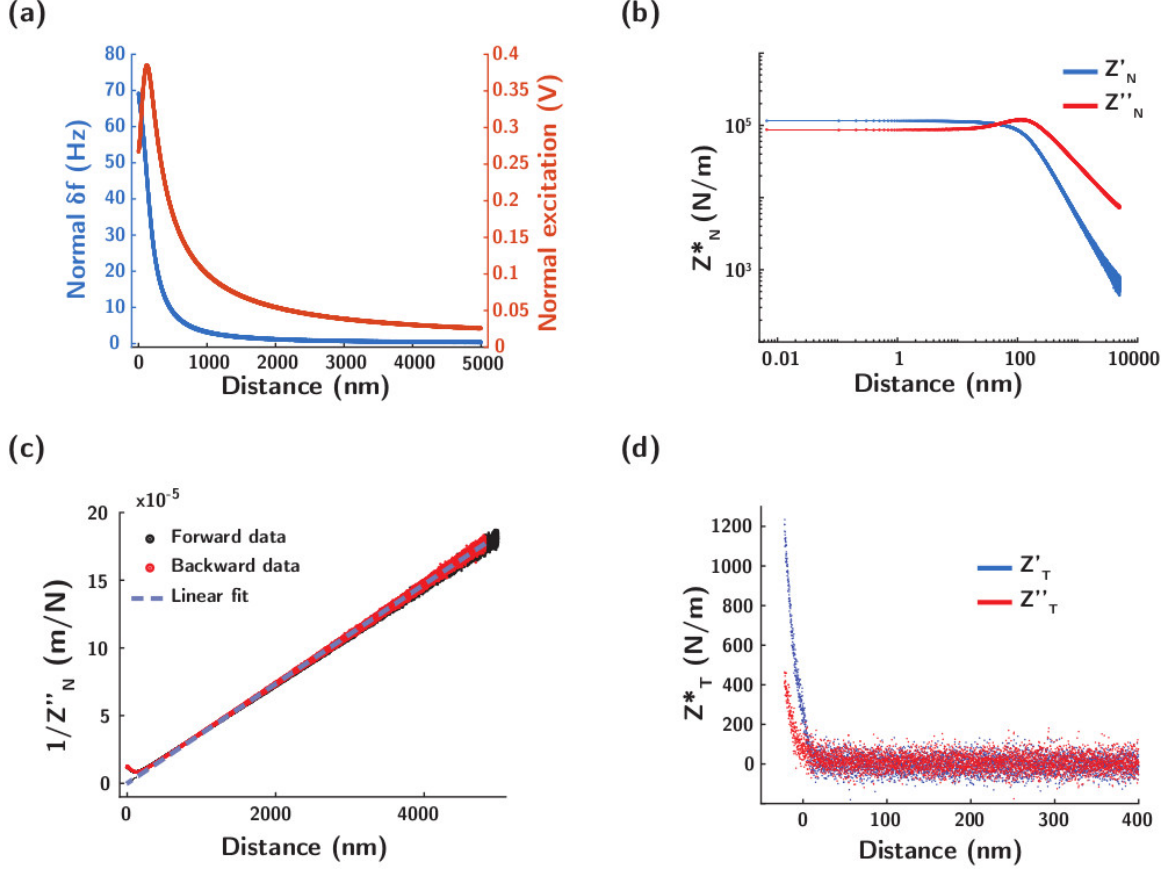 (a)
80
70
60
50
40
30
20
10
0
Normal δf (Hz)
0.4
0.35
0.3
0.25
0.2
0.15
0.1
0.05
0
Normal excitation (V)
0 1000 2000 3000 4000 5000
Distance (nm)
(b)
Z'N
Z''N
10⁵
10³
Z*N (N/m)
0.01 1 100 10000
Distance (nm)
(c)
x10⁻⁵
20
15
10
5
0
1/Z''N (m/N)
Forward data
Backward data
Linear fit
0 2000 4000
Distance (nm)
(d)
1200
1000
800
600
400
200
0
Z*T (N/m)
Z'T
Z''T
0 100 200 300 400
Distance (nm)